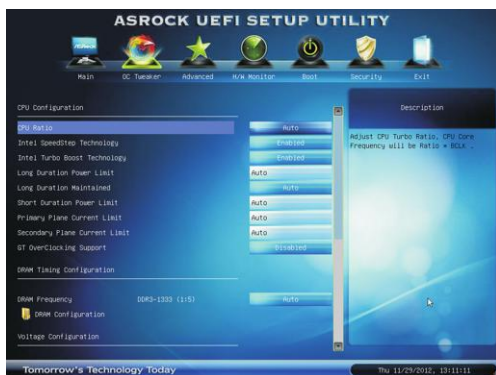 ASROCK UEFI SETUP UTILITY
Main OC Tweaker Advanced H/W Monitor Boot Security Exit
CPU Configuration
CPU Ratio Auto
Intel SpeedStep Technology Enabled
Intel Turbo Boost Technology Enabled
Long Duration Power Limit Auto
Long Duration Maintained Auto
Short Duration Power Limit Auto
Primary Plane Current Limit Auto
Secondary Plane Current Limit Auto
GT OverClocking Support Disabled
DRAM Timing Configuration
DRAM Frequency DDR3-1333 (1:5) Auto
DRAM Configuration
Voltage Configuration
Description
Adjust CPU Turbo Ratio, CPU Core
Frequency will be Ratio * BCLK .
Tomorrow's Technology Today Thu 11/29/2012, 13:11:11